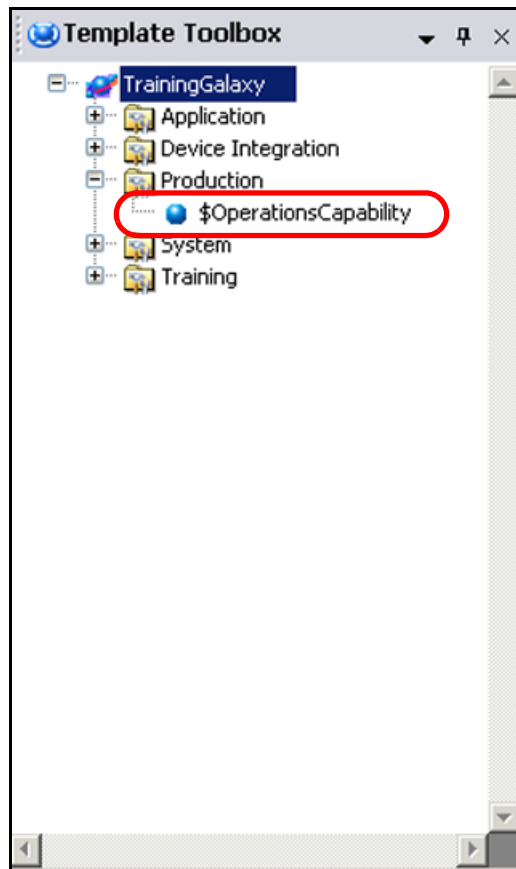 Template Toolbox
TrainingGalaxy
Application
Device Integration
Production
$OperationsCapability
System
Training